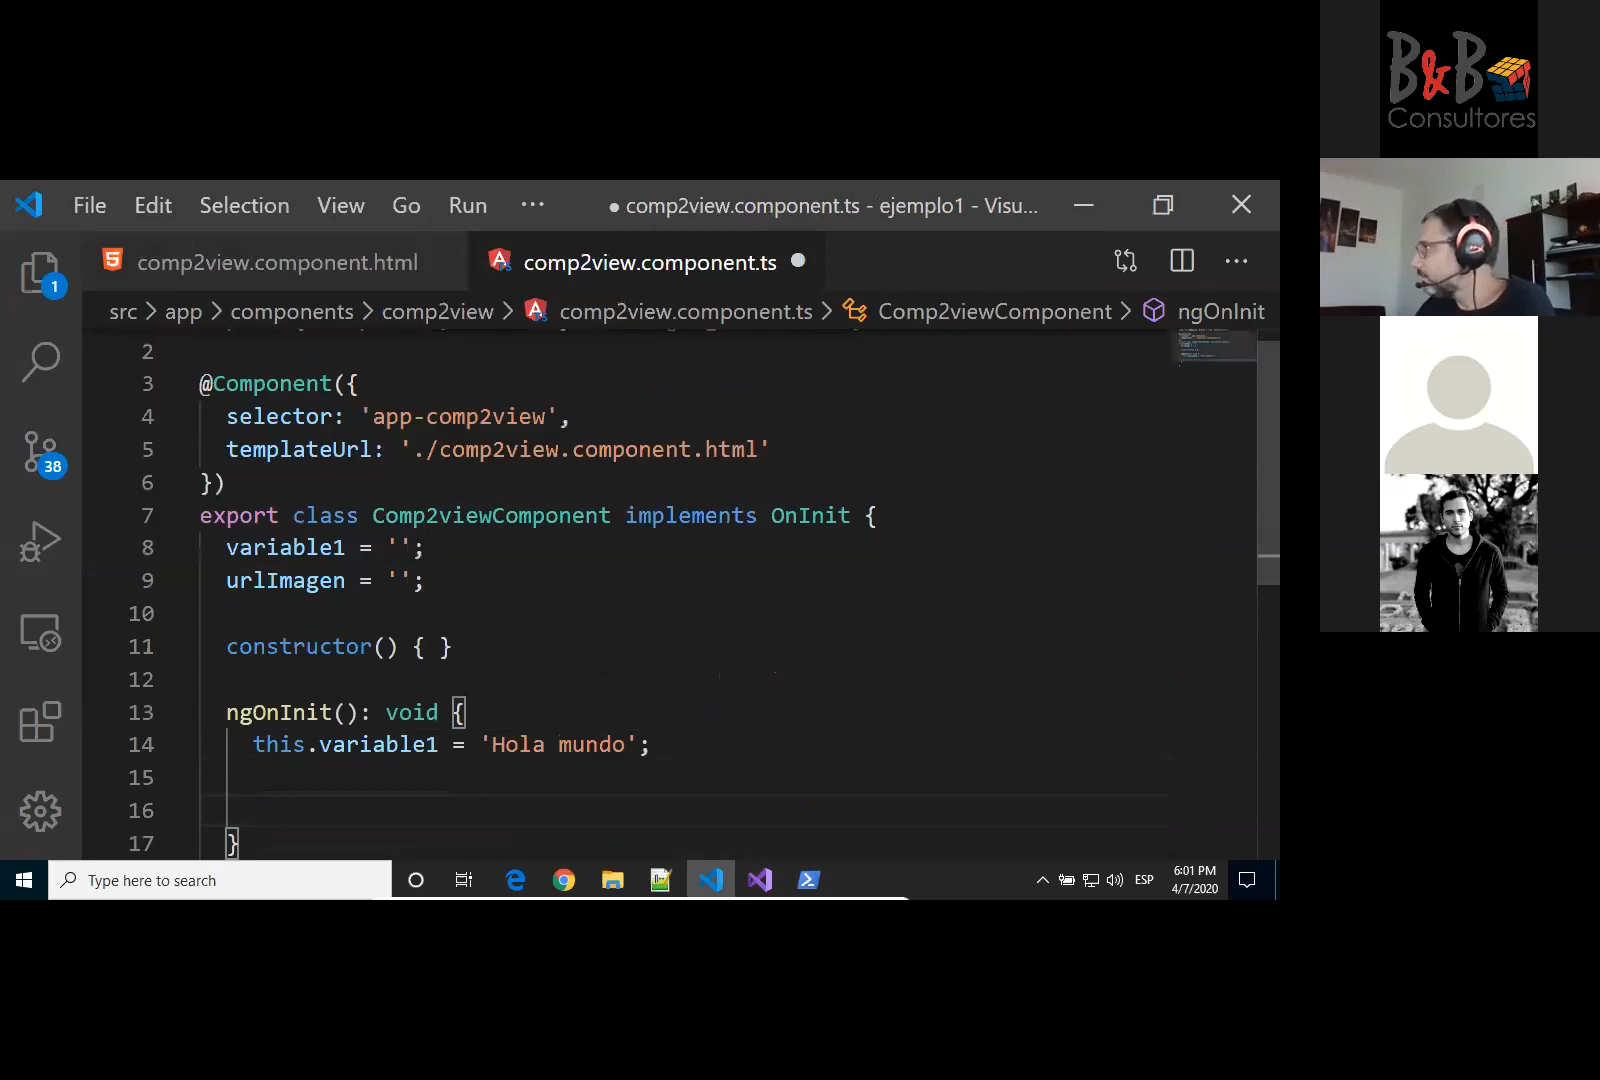 B&B
Consultores
File Edit Selection View Go Run ··· ● comp2view.component.ts - ejemplo1 - Visu...
1
comp2view.component.html
comp2view.component.ts
src > app > components > comp2view > comp2view.component.ts > Comp2viewComponent > ngOnInit
2
3 @Component({
4 selector: 'app-comp2view',
5 templateUrl: './comp2view.component.html'
6 })
38
7 export class Comp2viewComponent implements OnInit {
8 variable1 = '';
9 urlImagen = '';
10
11 constructor() { }
12
13 ngOnInit(): void {
14 this.variable1 = 'Hola mundo';
15
16
17 }
Type here to search
ESP
6:01 PM
4/7/2020